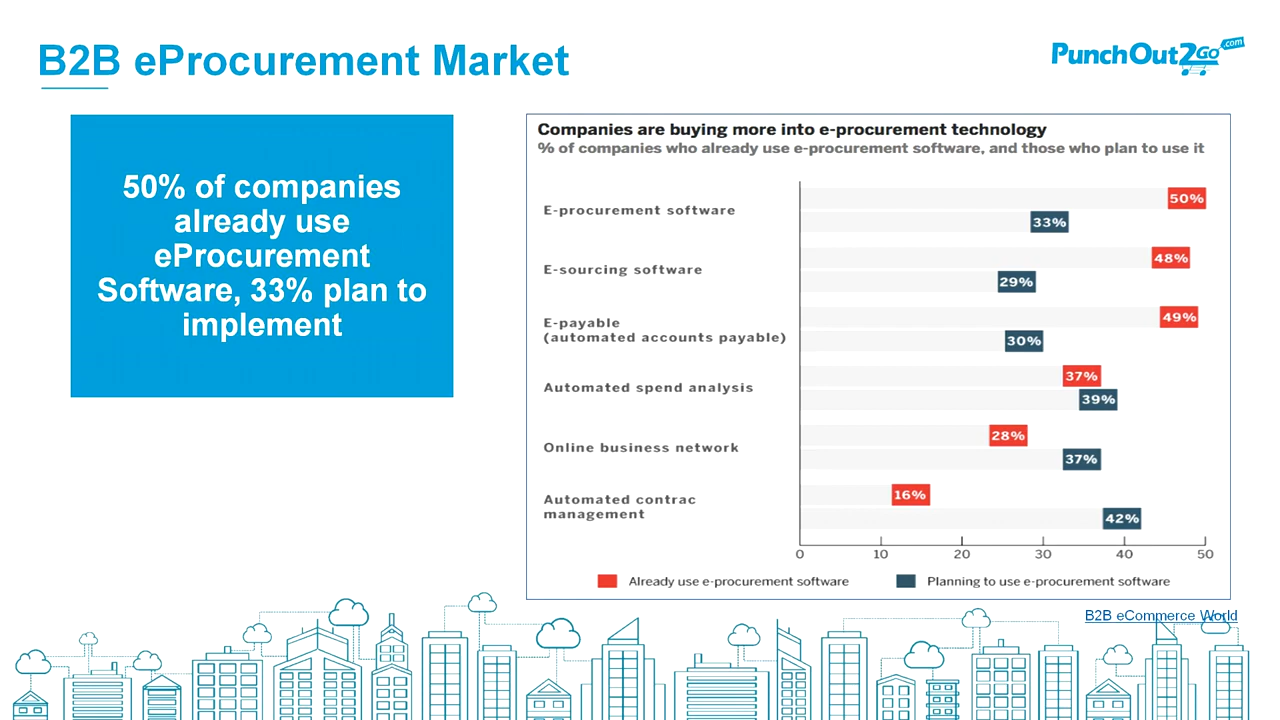 B2B eProcurement Market
PunchOut2Go.com
50% of companies
already use
eProcurement
Software, 33% plan to
implement
Companies are buying more into e-procurement technology
% of companies who already use e-procurement software, and those who plan to use it
E-procurement software
50%
33%
E-sourcing software
48%
29%
E-payable
(automated accounts payable)
49%
30%
Automated spend analysis
37%
39%
Online business network
28%
37%
Automated contrac
management
16%
42%
0 10 20 30 40 50
Already use e-procurement software
Planning to use e-procurement software
B2B eCommerce World